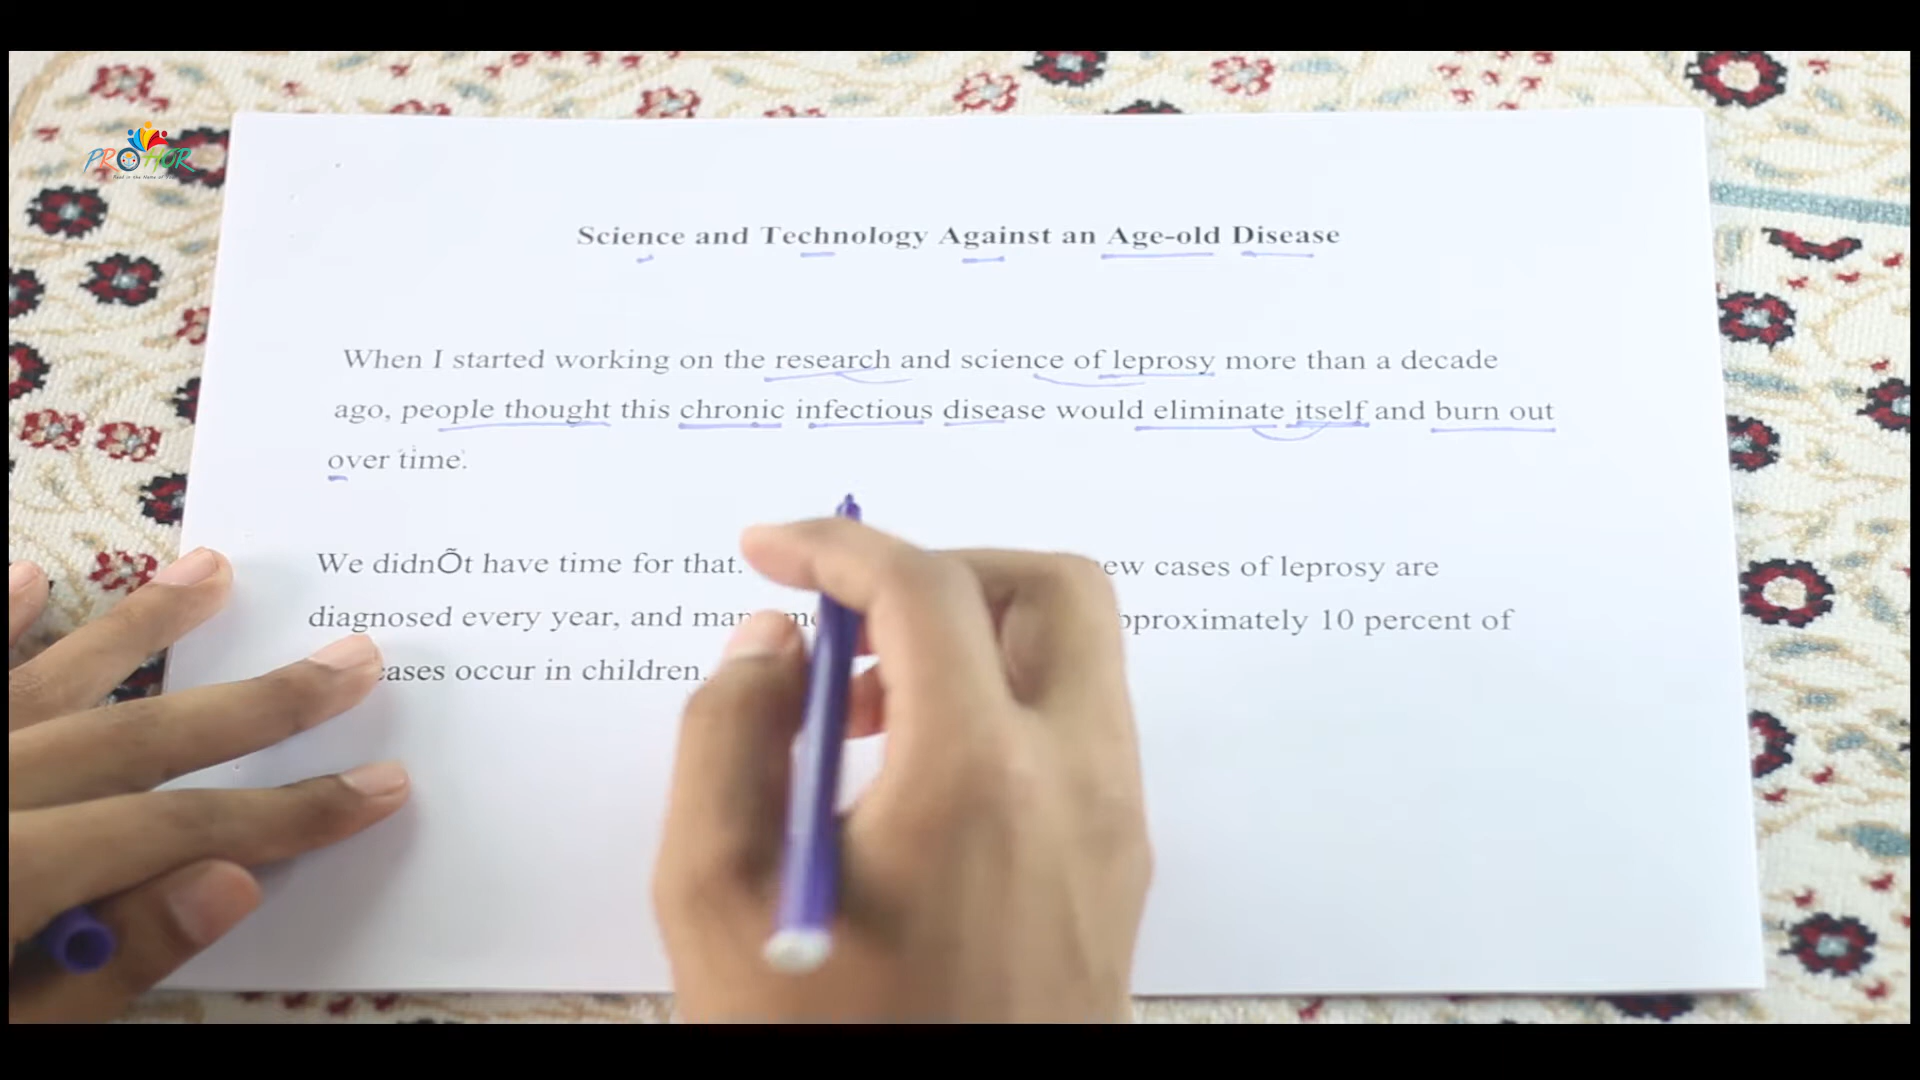 PROHOR
Science and Technology Against an Age-old Disease
When I started working on the research and science of leprosy more than a decade
ago, people thought this chronic infectious disease would eliminate itself and burn out
over time.
We didnÕt have time for that. cases of leprosy are
diagnosed every year, and 10 percent of
occur in children.